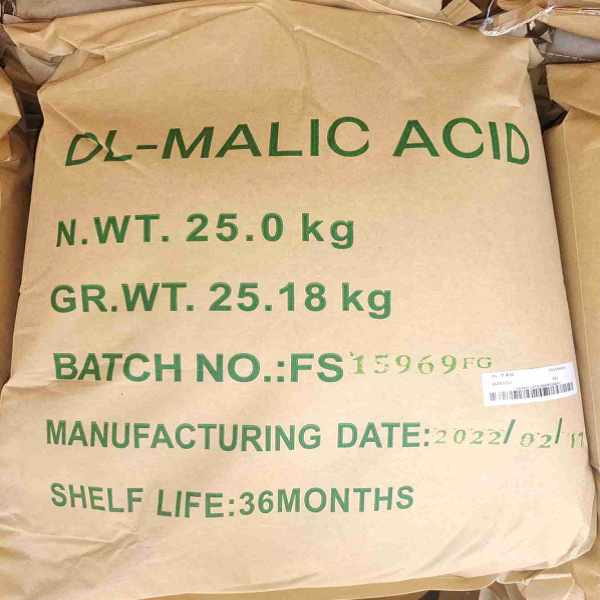 DL-MALIC ACID
N.WT. 25.0 kg
GR.WT. 25.18 kg
BATCH NO.:FS15969FG
MANUFACTURING DATE:2022/02/
SHELF LIFE:36MONTHS